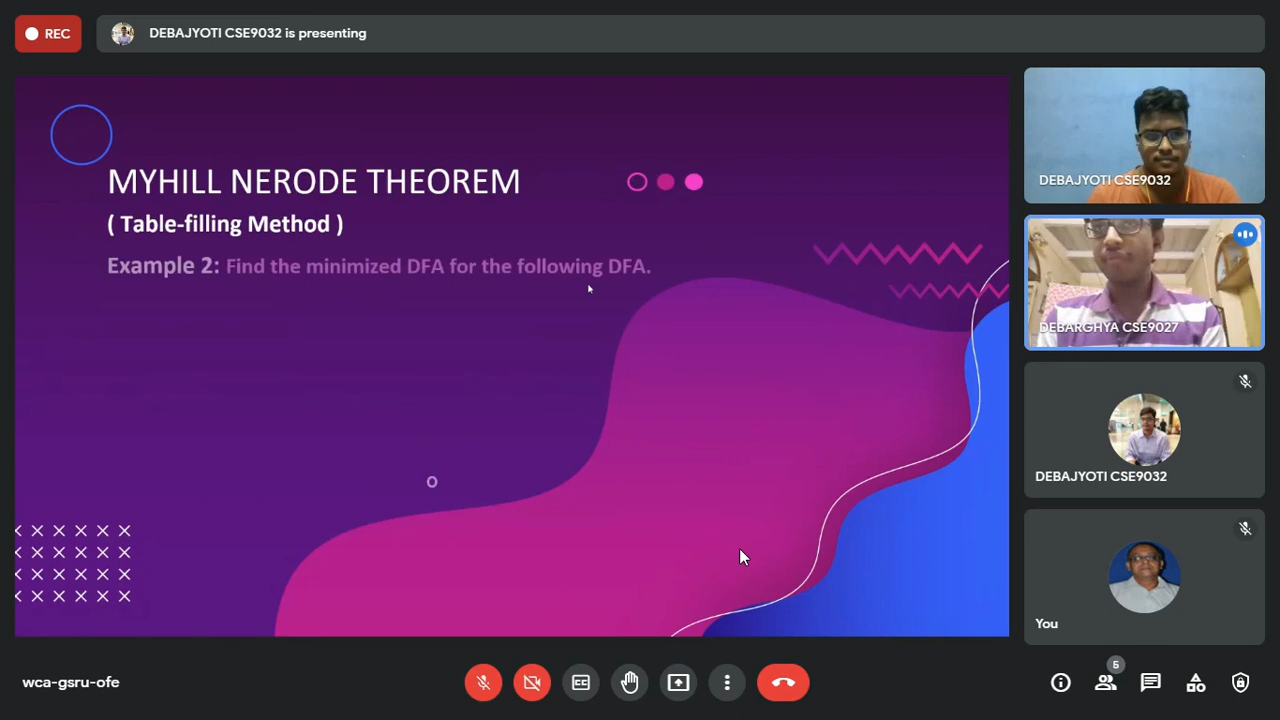 REC
DEBAJYOTI CSE9032 is presenting
MYHILL NERODE THEOREM
( Table-filling Method )
Example 2: Find the minimized DFA for the following DFA.
DEBAJYOTI CSE9032
DEBARGHYA CSE9027
DEBAJYOTI CSE9032
You
wca-gsru-ofe
CC
5